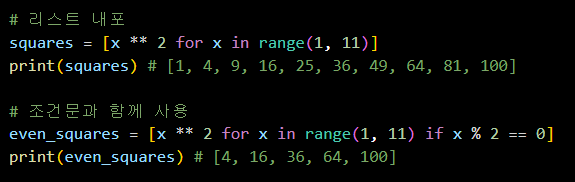 # 리스트 내포
squares = [x ** 2 for x in range(1, 11)]
print(squares) # [1, 4, 9, 16, 25, 36, 49, 64, 81, 100]
# 조건문과 함께 사용
even_squares = [x ** 2 for x in range(1, 11) if x % 2 == 0]
print(even_squares) # [4, 16, 36, 64, 100]